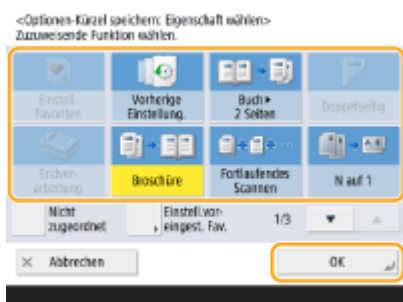 <Optionen-Kürzel speichern: Eigenschaft wählen>
Zuzuweisende Funktion wählen.
Einstell. Favoriten
Vorherige Einstellung.
Buch ▸ 2 Seiten
Doppelseitig
Endver- arbeitung
Broschüre
Fortlaufendes Scannen
N auf 1
Nicht zugeordnet
Einstell.vor- eingest. Fav.
1/3
Abbrechen
OK